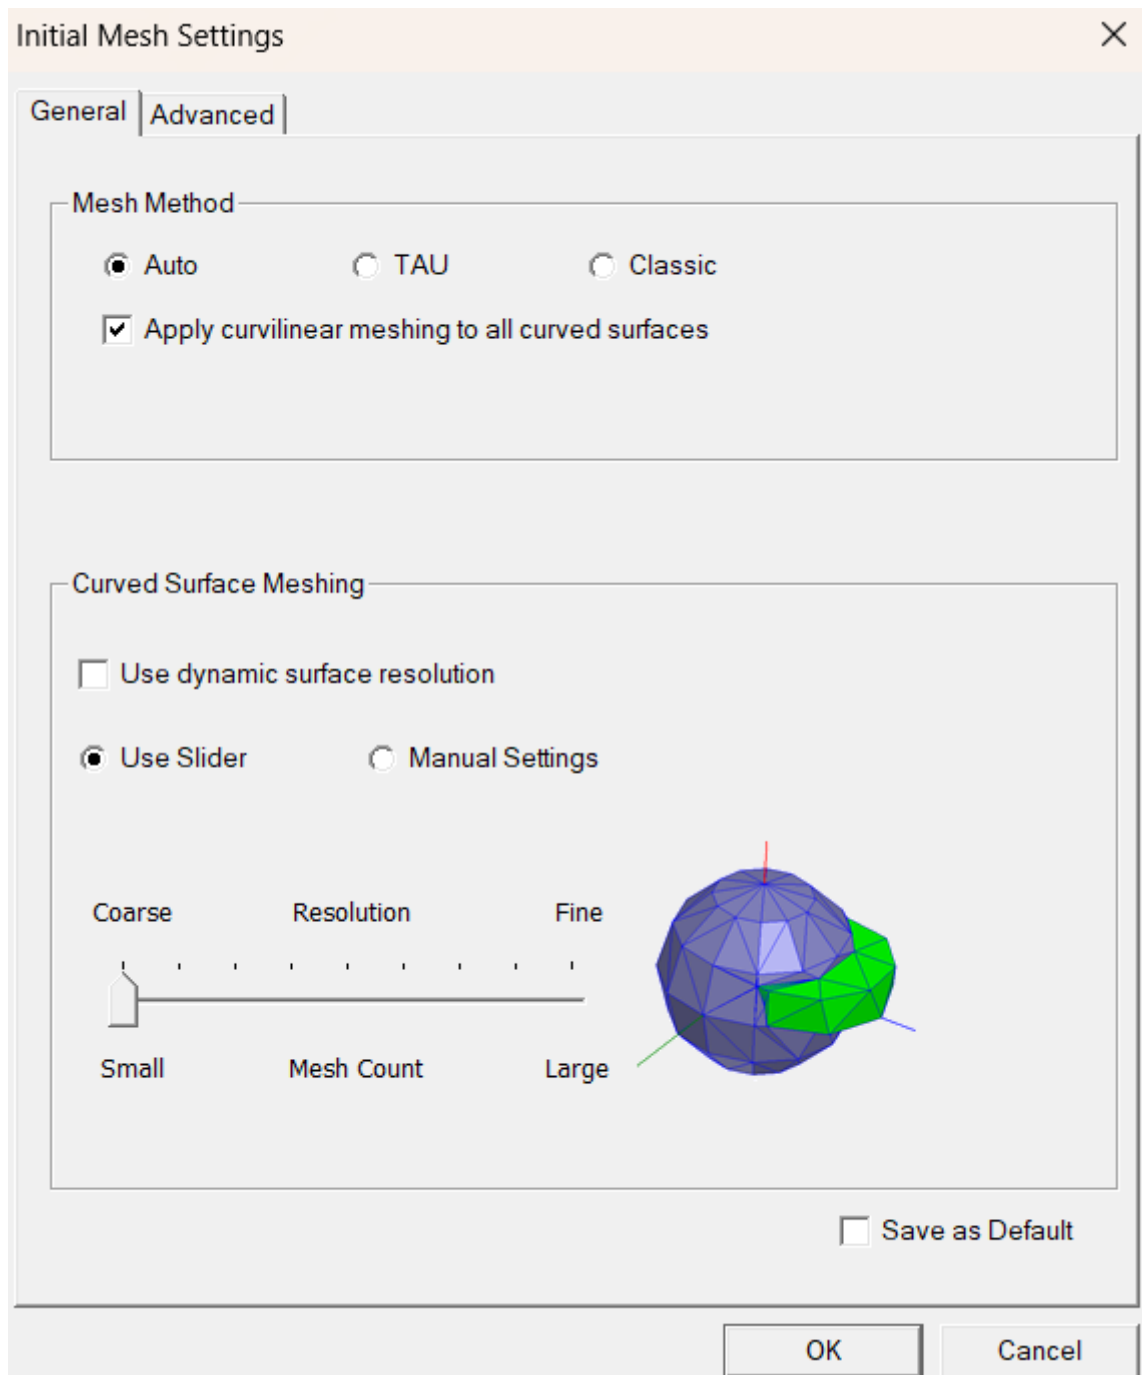 Initial Mesh Settings
General Advanced
Mesh Method
Auto TAU Classic
Apply curvilinear meshing to all curved surfaces
Curved Surface Meshing
Use dynamic surface resolution
Use Slider Manual Settings
Coarse Resolution Fine
Small Mesh Count Large
Save as Default
OK Cancel